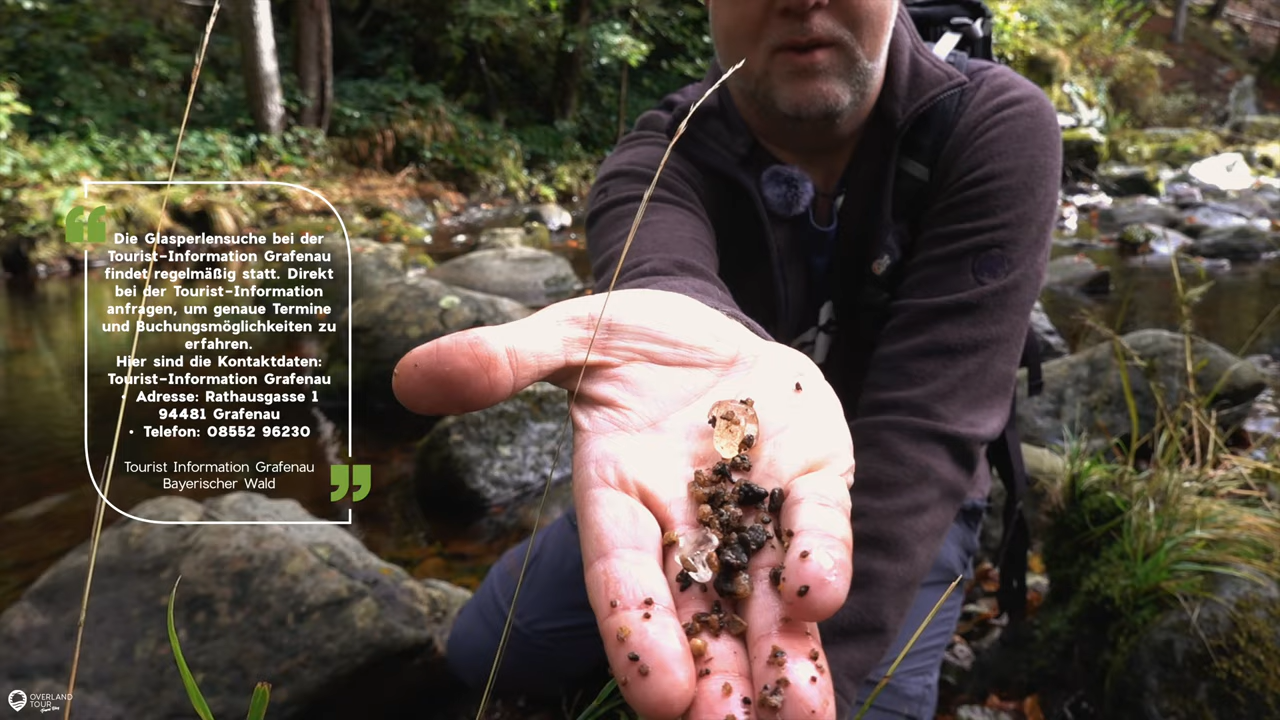 Die Glasperlensuche bei der
Tourist-Information Grafenau
findet regelmäßig statt. Direkt
bei der Tourist-Information
anfragen, um genaue Termine
und Buchungsmöglichkeiten zu
erfahren.
Hier sind die Kontaktdaten:
Tourist-Information Grafenau
• Adresse: Rathausgasse 1
94481 Grafenau
• Telefon: 08552 96230
Tourist Information Grafenau
Bayerischer Wald
OVERLAND
TOUR